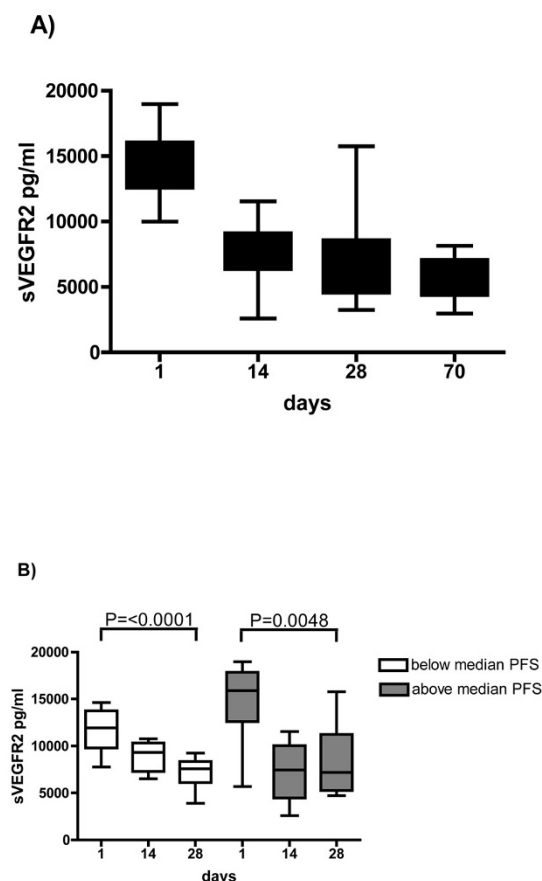 A)
sVEGFR2 pg/ml
20000
15000
10000
5000
0
1 14 28 70
days
B)
P=<0.0001 P=0.0048
sVEGFR2 pg/ml
20000
15000
10000
5000
0
1 14 28 1 14 28
days
below median PFS
above median PFS